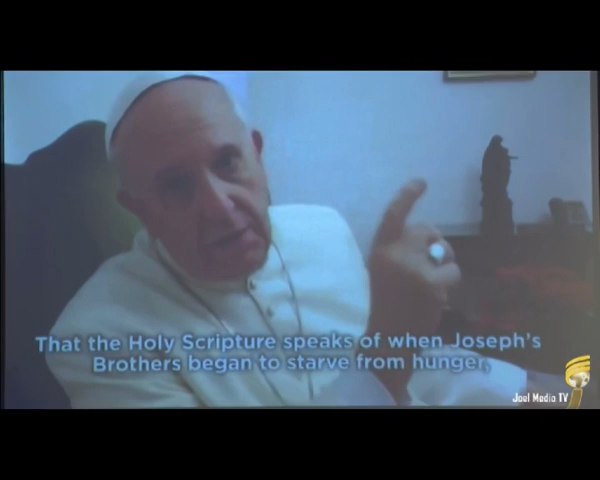 That the Holy Scripture speaks of when Joseph's
Brothers began to starve from hunger,
Joel Media TV